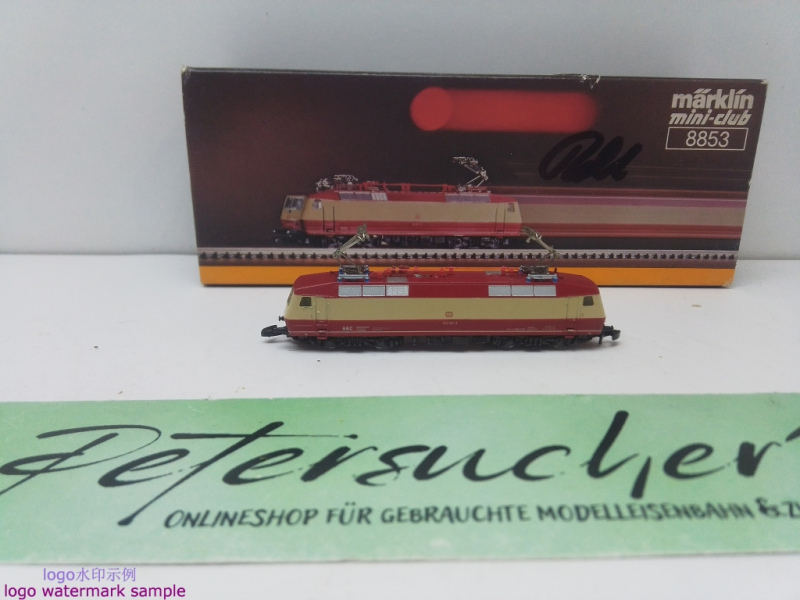 märklin
mini-club
8853
Petersucher
ONLINESHOP FÜR GEBRAUCHTE MODELLEISENBAHN &
logo水印示例
logo watermark sample